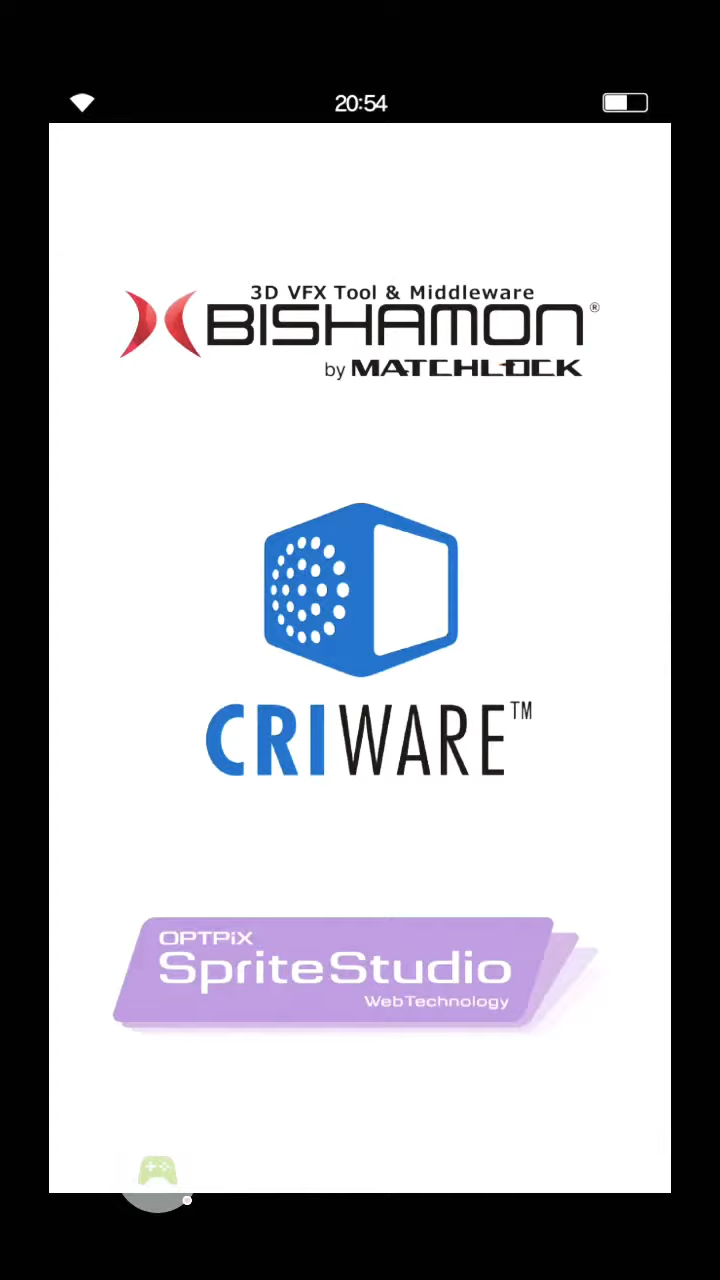 20:54
3D VFX Tool & Middleware
BISHAMON®
by MATCHLOCK
CRIWARE™
OPTPiX
SpriteStudio
WebTechnology